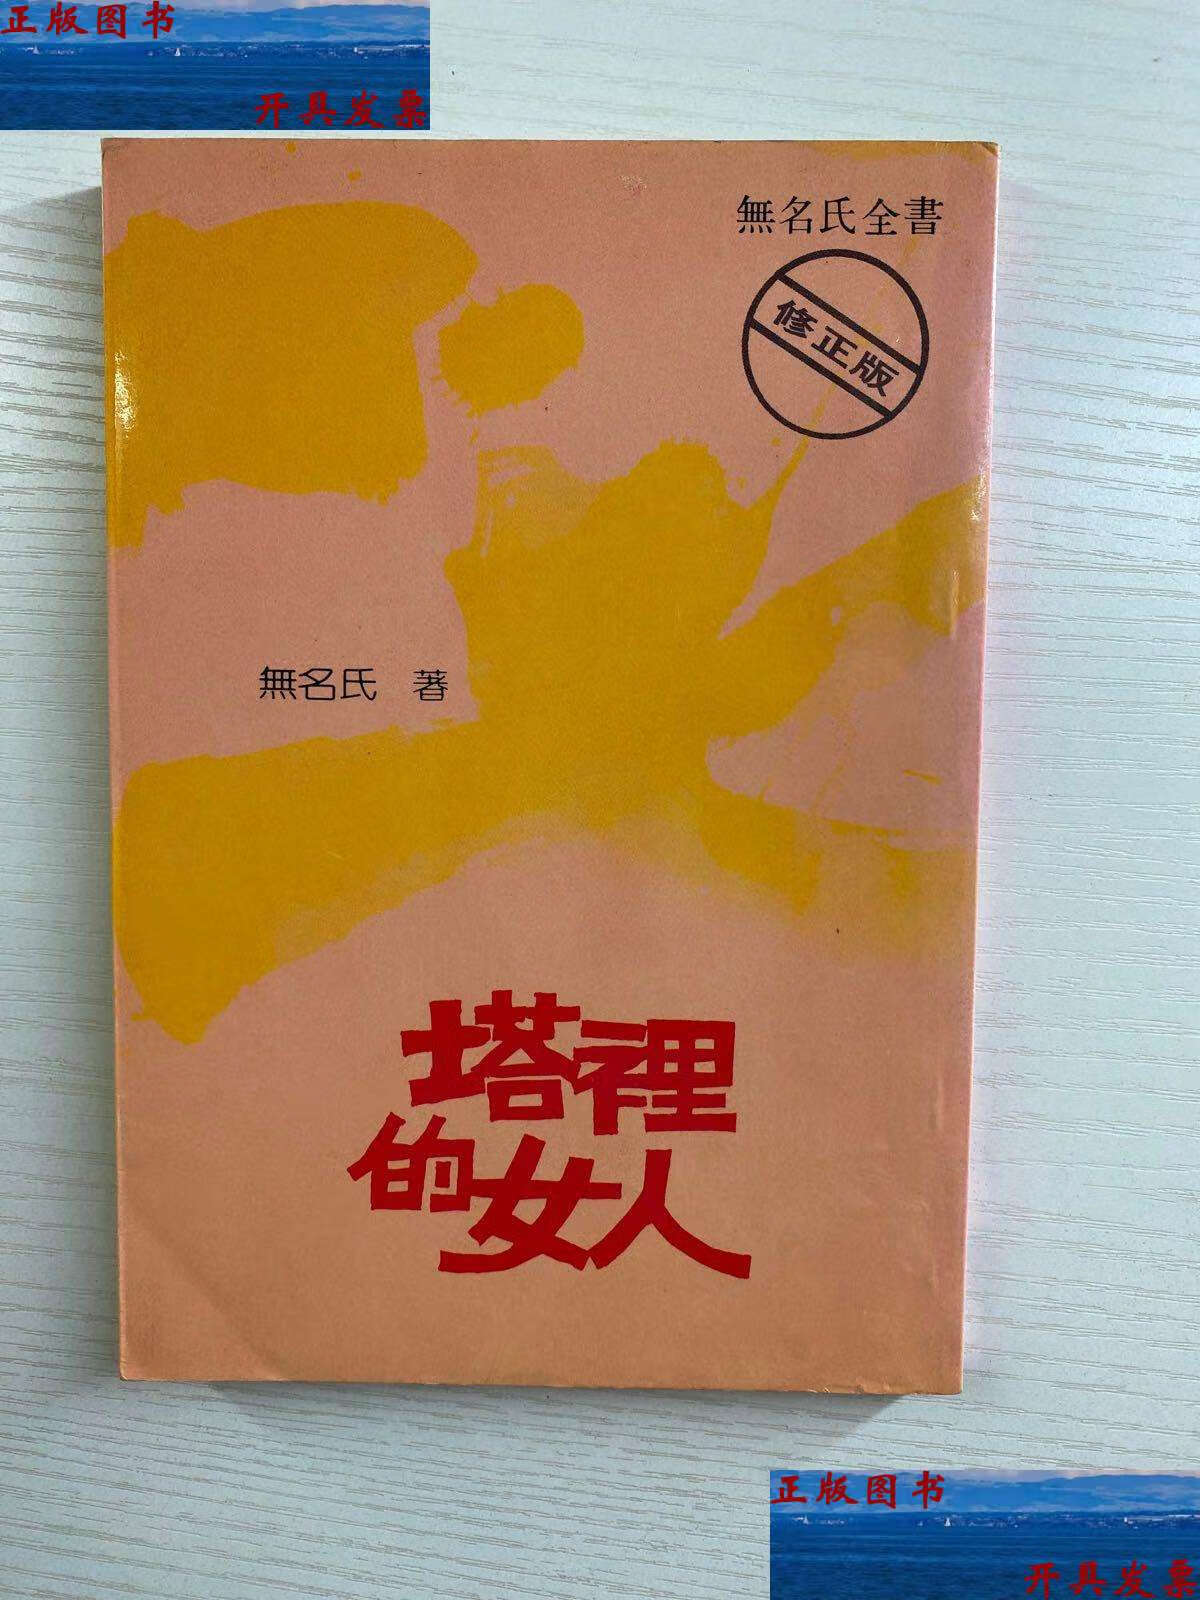 正版图书
开具发票
無名氏全書
修正版
無名氏 著
塔裡
的女人
正版图书
开具发票